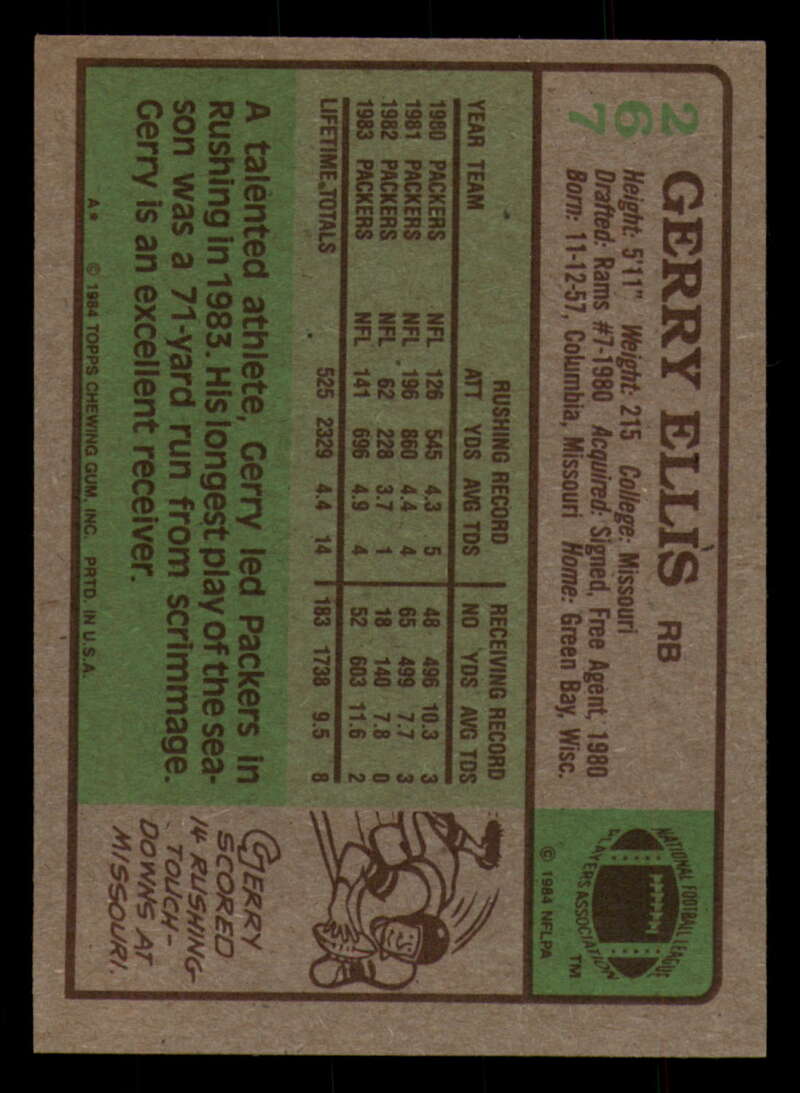 267
GERRY ELLIS RB
Height: 5'11" Weight: 215 College: Missouri
Drafted: Rams #7-1980 Acquired: Signed, Free Agent, 1980
Born: 11-12-57, Columbia, Missouri Home: Green Bay, Wisc.
NATIONAL FOOTBALL LEAGUE
PLAYERS ASSOCIATION
TM
© 1984 NFLPA
RUSHING RECORD RECEIVING RECORD
YEAR TEAM ATT YDS AVG TDS NO YDS AVG TDS
1980 PACKERS NFL 126 545 4.3 5 48 496 10.3 3
1981 PACKERS NFL 196 860 4.4 4 65 499 7.7 3
1982 PACKERS NFL 62 228 3.7 1 18 140 7.8 0
1983 PACKERS NFL 141 696 4.9 4 52 603 11.6 2
LIFETIME TOTALS 525 2329 4.4 14 183 1738 9.5 8
A talented athlete, Gerry led Packers in
Rushing in 1983. His longest play of the sea-
son was a 71-yard run from scrimmage.
Gerry is an excellent receiver.
GERRY
SCORED
14 RUSHING
TOUCH-
DOWNS AT
MISSOURI.
A* © 1984 TOPPS CHEWING GUM, INC. PRTD. IN U.S.A.